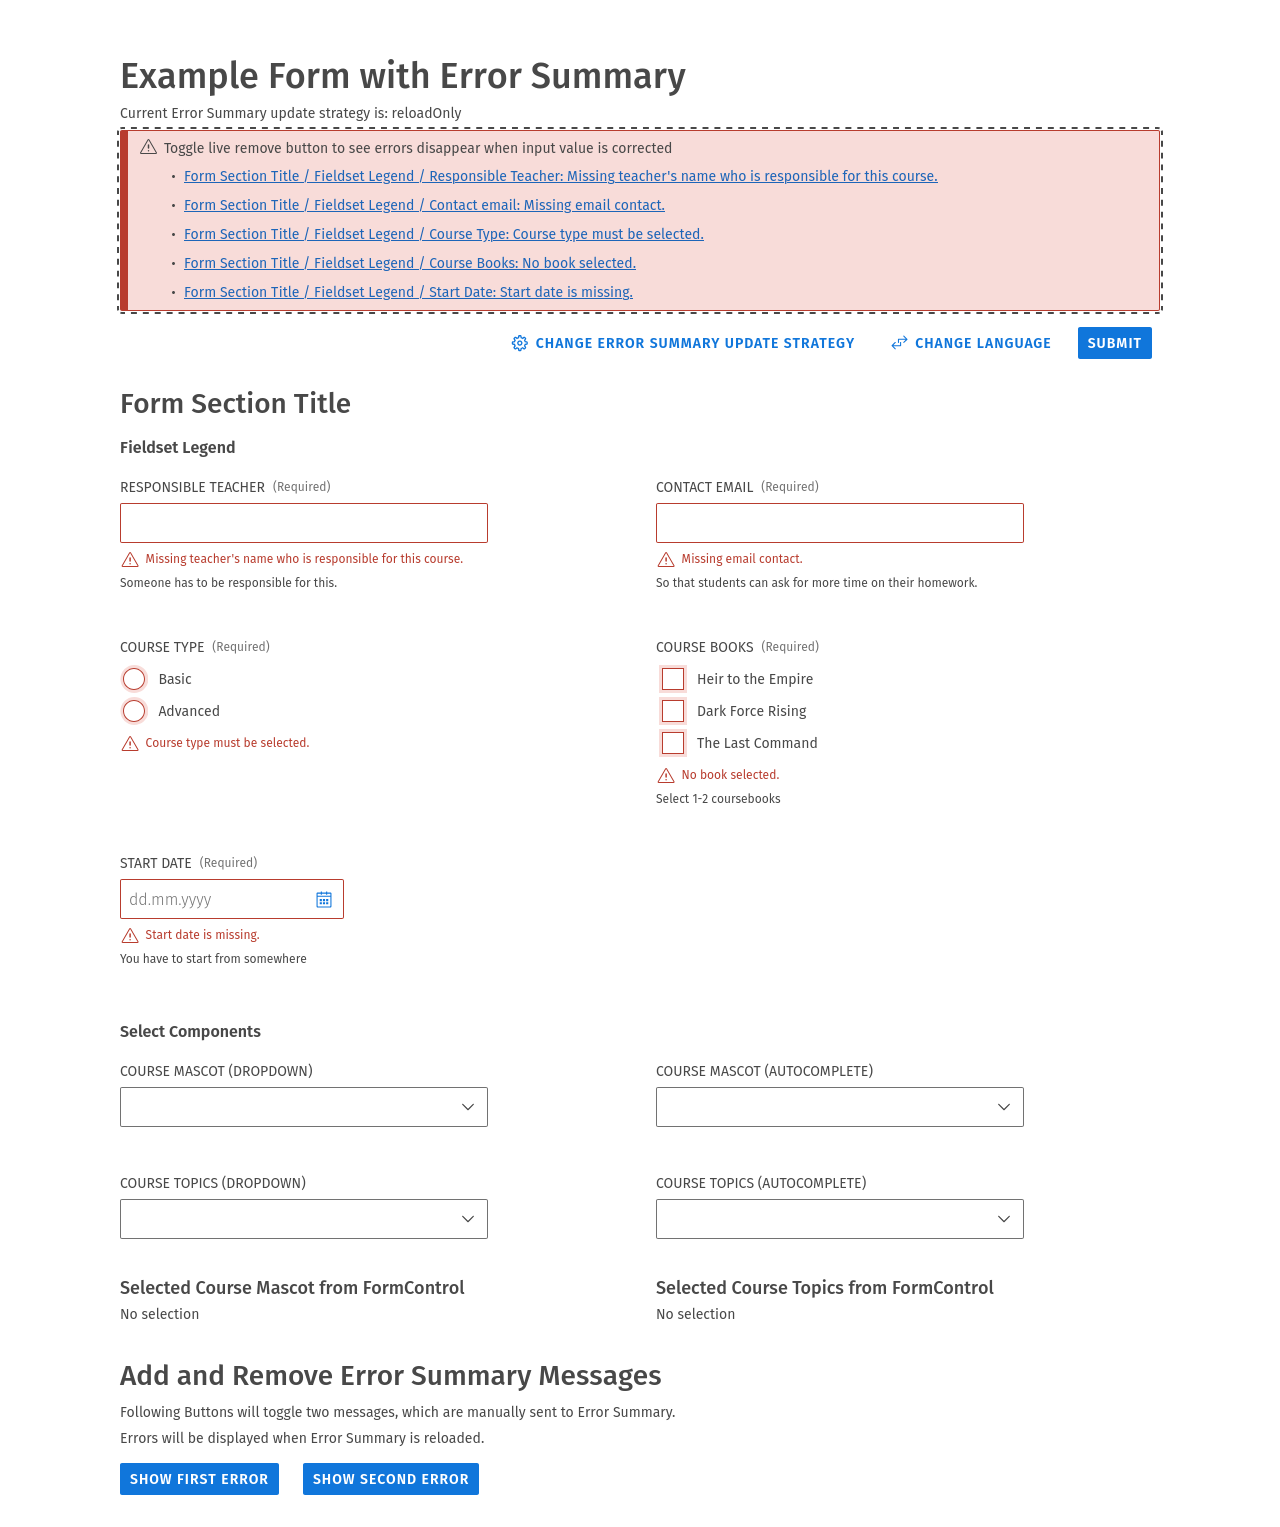 Example Form with Error Summary
Current Error Summary update strategy is: reloadOnly
Toggle live remove button to see errors disappear when input value is corrected
• Form Section Title / Fieldset Legend / Responsible Teacher: Missing teacher's name who is responsible for this course.
• Form Section Title / Fieldset Legend / Contact email: Missing email contact.
• Form Section Title / Fieldset Legend / Course Type: Course type must be selected.
• Form Section Title / Fieldset Legend / Course Books: No book selected.
• Form Section Title / Fieldset Legend / Start Date: Start date is missing.
CHANGE ERROR SUMMARY UPDATE STRATEGY CHANGE LANGUAGE SUBMIT
Form Section Title
Fieldset Legend
RESPONSIBLE TEACHER (Required)
Missing teacher's name who is responsible for this course.
Someone has to be responsible for this.
CONTACT EMAIL (Required)
Missing email contact.
So that students can ask for more time on their homework.
COURSE TYPE (Required)
Basic
Advanced
Course type must be selected.
COURSE BOOKS (Required)
Heir to the Empire
Dark Force Rising
The Last Command
No book selected.
Select 1-2 coursebooks
START DATE (Required)
dd.mm.yyyy
Start date is missing.
You have to start from somewhere
Select Components
COURSE MASCOT (DROPDOWN)
COURSE MASCOT (AUTOCOMPLETE)
COURSE TOPICS (DROPDOWN)
COURSE TOPICS (AUTOCOMPLETE)
Selected Course Mascot from FormControl
No selection
Selected Course Topics from FormControl
No selection
Add and Remove Error Summary Messages
Following Buttons will toggle two messages, which are manually sent to Error Summary.
Errors will be displayed when Error Summary is reloaded.
SHOW FIRST ERROR SHOW SECOND ERROR